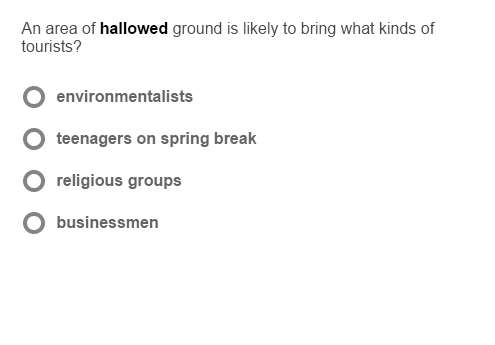 An area of hallowed ground is likely to bring what kinds of
tourists?
environmentalists
teenagers on spring break
religious groups
businessmen